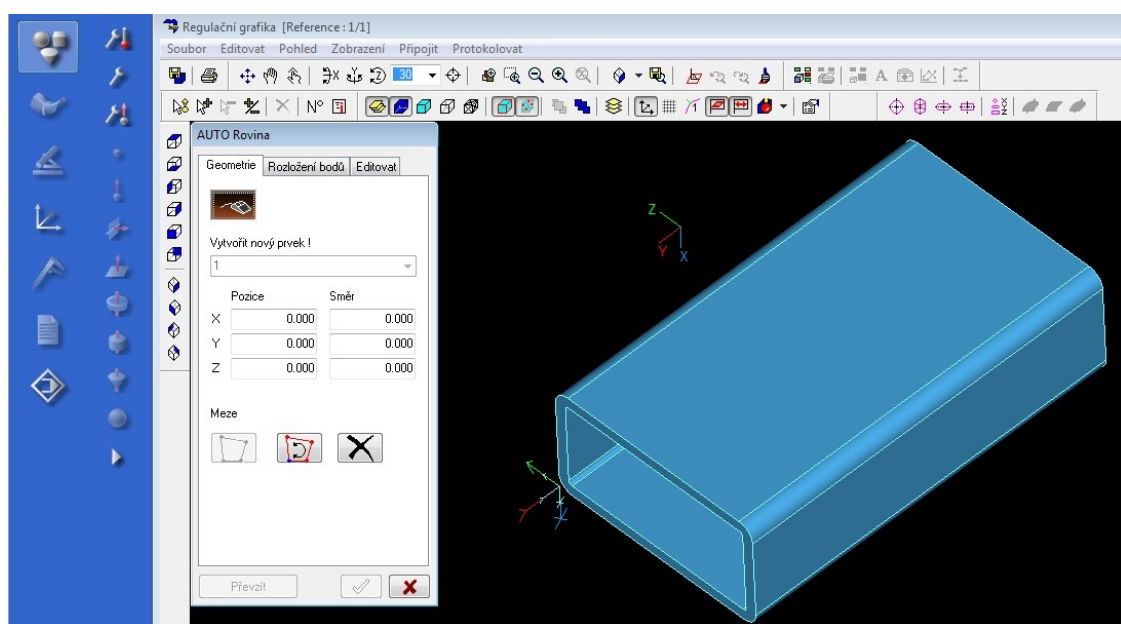 Regulační grafika [Reference : 1/1]
Soubor Editovat Pohled Zobrazení Připojit Protokolovat
30
A
N°
AUTO Rovina
Geometrie Rozložení bodů Editovat
Vytvořit nový prvek !
1
Pozice Směr
X 0.000 0.000
Y 0.000 0.000
Z 0.000 0.000
Meze
Převzít
Z
Y X